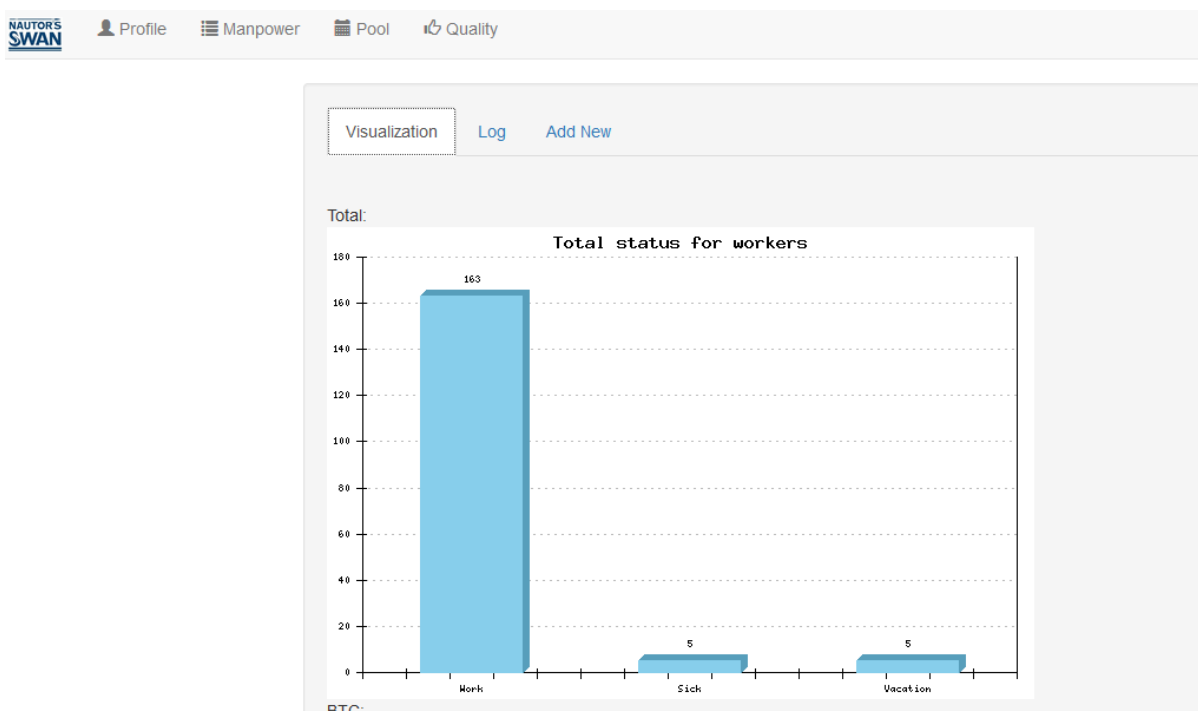 NAUTOR'S
SWAN
Profile Manpower Pool Quality
Visualization Log Add New
Total:
Total status for workers
180
163
160
140
120
100
80
60
40
20
5 5
0
Work Sick Vacation
BTC: